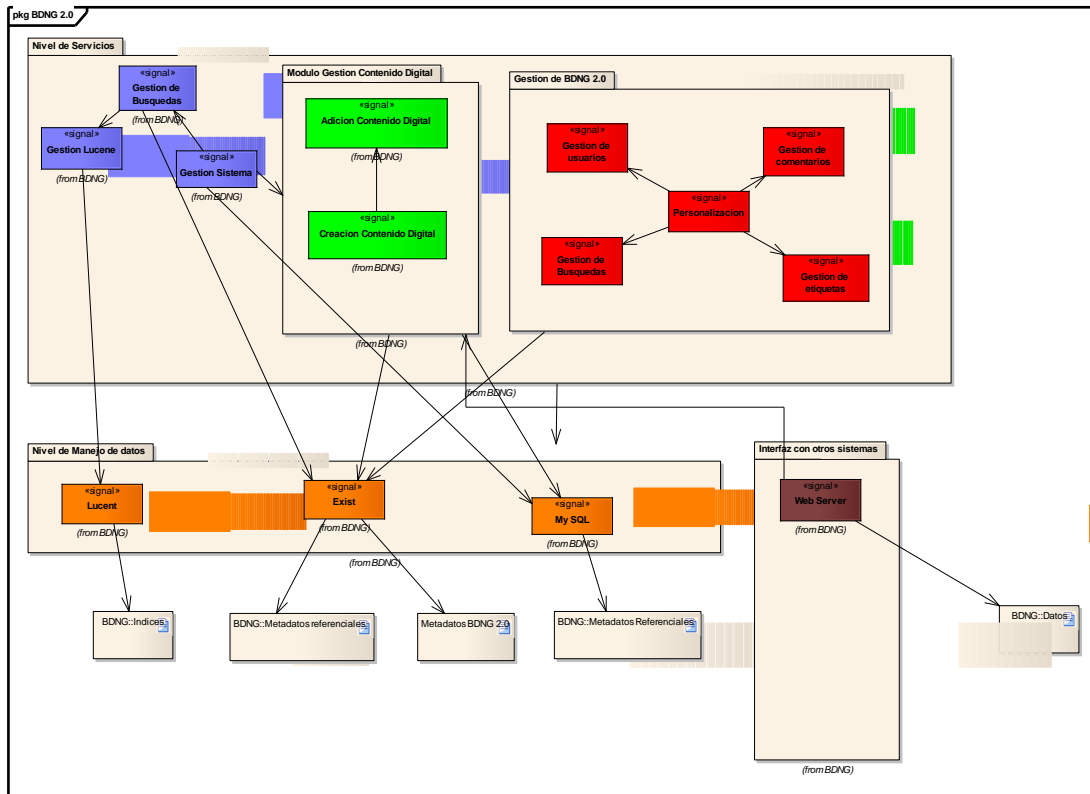 pkg BDNG 2.0
Nivel de Servicios
«signal»
Gestion de
Busquedas
(from BDNG)
«signal»
Gestion Lucene
(from BDNG)
«signal»
Gestion Sistema
(from BDNG)
Modulo Gestion Contenido Digital
«signal»
Adicion Contenido Digital
(from BDNG)
«signal»
Creacion Contenido Digital
(from BDNG)
(from BDNG)
Gestion de BDNG 2.0
«signal»
Gestion de
usuarios
«signal»
Gestion de
comentarios
«signal»
Personalizacion
«signal»
Gestion de
Busquedas
«signal»
Gestion de
etiquetas
(from BDNG)
(from BDNG)
Nivel de Manejo de datos
«signal»
Lucent
(from BDNG)
«signal»
Exist
(from BDNG)
«signal»
My SQL
(from BDNG)
(from BDNG)
Interfaz con otros sistemas
«signal»
Web Server
(from BDNG)
(from BDNG)
BDNG::Indices
BDNG::Metadatos referenciales
Metadatos BDNG 2.0
BDNG::Metadatos Referenciales
BDNG::Datos